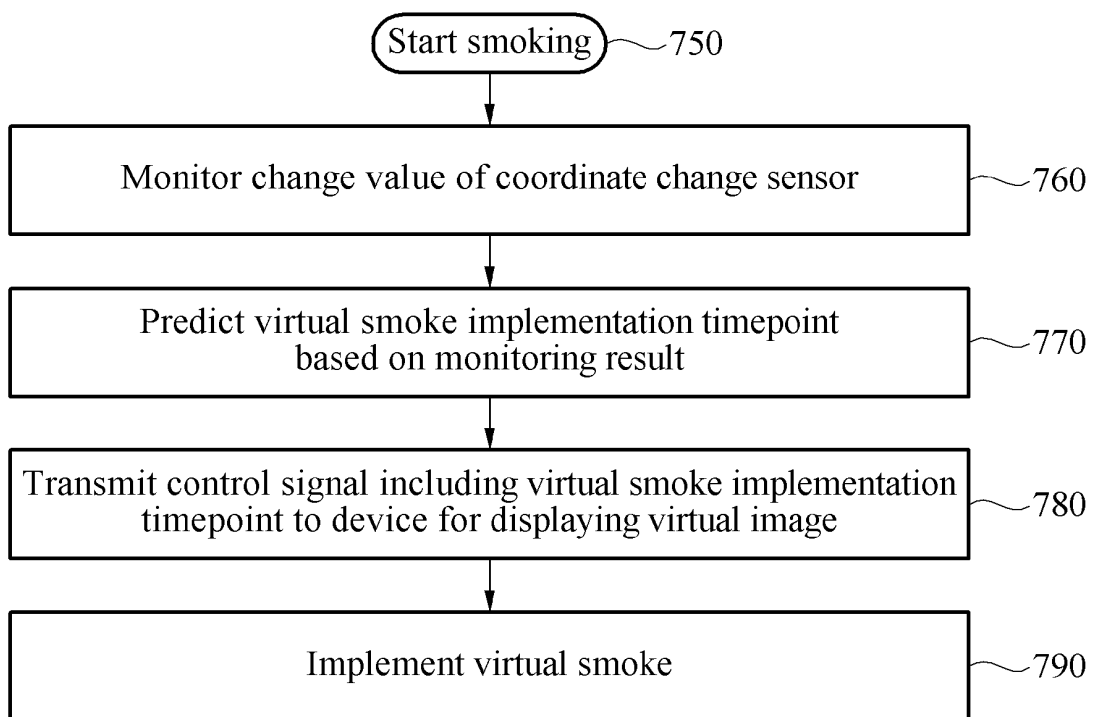 Start smoking
750
Monitor change value of coordinate change sensor
760
Predict virtual smoke implementation timepoint
based on monitoring result
770
Transmit control signal including virtual smoke implementation
timepoint to device for displaying virtual image
780
Implement virtual smoke
790